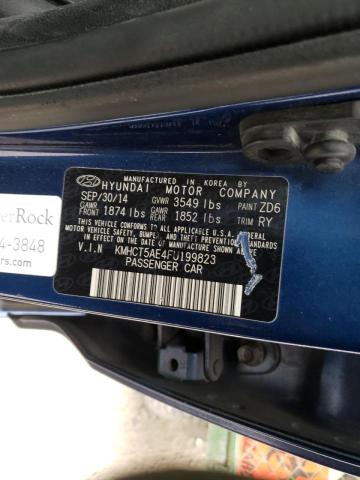 MANUFACTURED IN KOREA BY
HYUNDAI MOTOR COMPANY
SEP/30/14 GVWR 3549 lbs PAINT ZD6
GAWR FRONT 1874 lbs GAWR REAR 1852 lbs TRIM RY
THIS VEHICLE CONFORMS TO ALL APPLICABLE U.S.A. FEDERAL
MOTOR VEHICLE SAFETY, BUMPER, AND THEFT PREVENTION
STANDARDS IN EFFECT ON THE DATE OF MANUFACTURE
V.I.N KMHCT5AE4FU199823
PASSENGER CAR
erRock
4-3848
rs.com